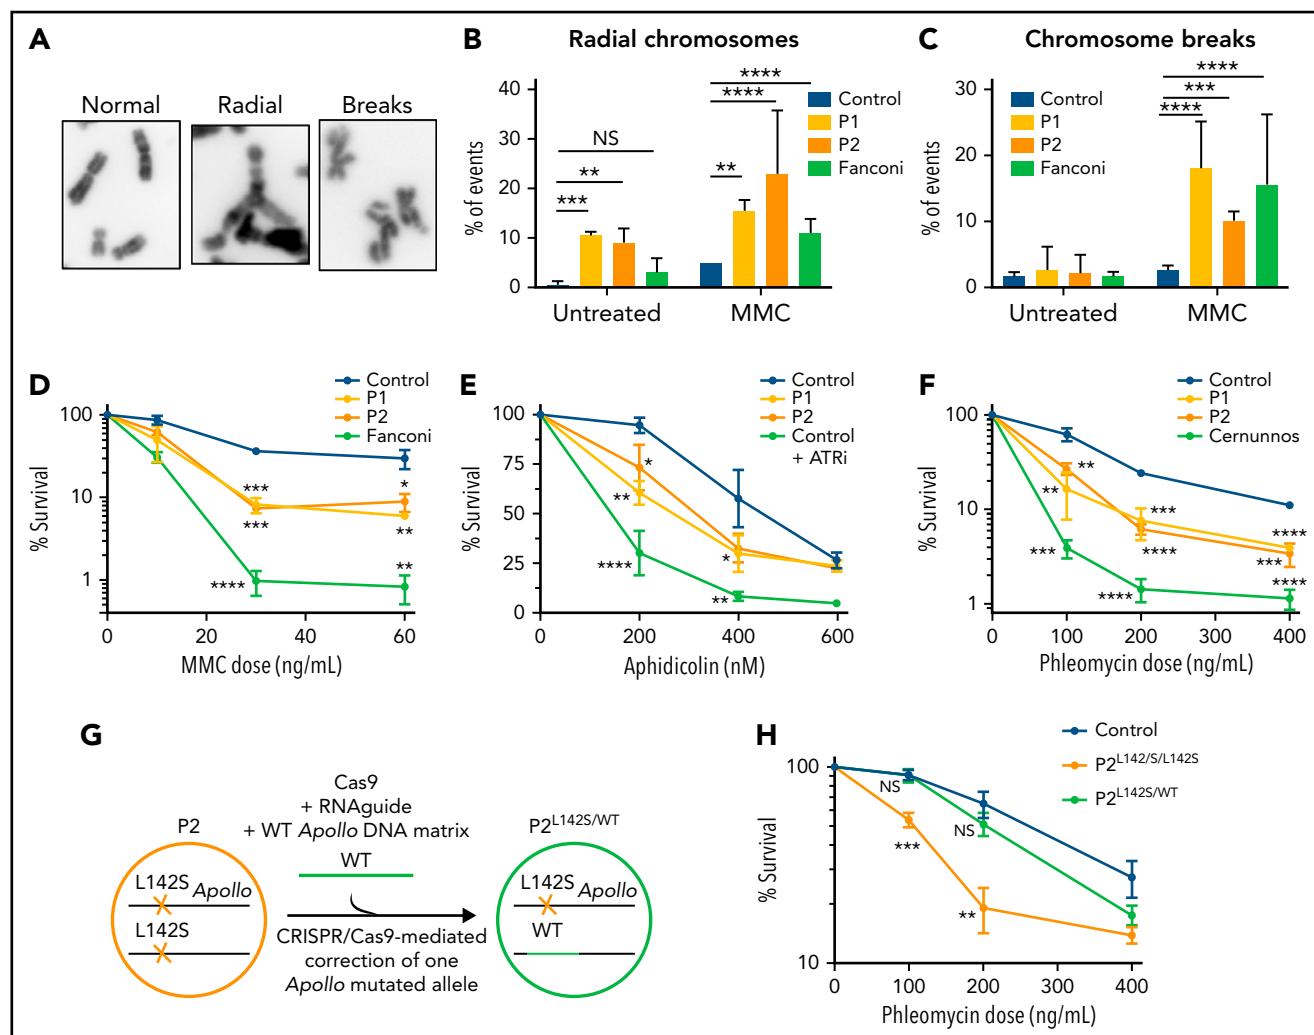 A
Normal
Radial
Breaks
B
Radial chromosomes
% of events
40
30
20
10
0
NS
**
***
**
****
****
Control
P1
P2
Fanconi
Untreated
MMC
C
Chromosome breaks
% of events
30
20
10
0
Control
P1
P2
Fanconi
****
***
****
Untreated
MMC
D
Control
P1
P2
Fanconi
% Survival
100
10
1
***
***
****
*
**
**
0
20
40
60
MMC dose (ng/mL)
E
Control
P1
P2
Control
+ ATRi
% Survival
100
75
50
25
0
*
**
****
*
**
0
200
400
600
Aphidicolin (nM)
F
Control
P1
P2
Cernunnos
% Survival
100
10
1
**
**
***
***
****
****
****
***
****
0
100
200
300
400
Phleomycin dose (ng/mL)
G
P2
L142S
Apollo
L142S
Cas9
+ RNAguide
+ WT Apollo DNA matrix
WT
CRISPR/Cas9-mediated
correction of one
Apollo mutated allele
P2L142S/WT
L142S
Apollo
WT
H
Control
P2L142/S/L142S
P2L142S/WT
% Survival
100
10
NS
***
NS
**
0
100
200
300
400
Phleomycin dose (ng/mL)